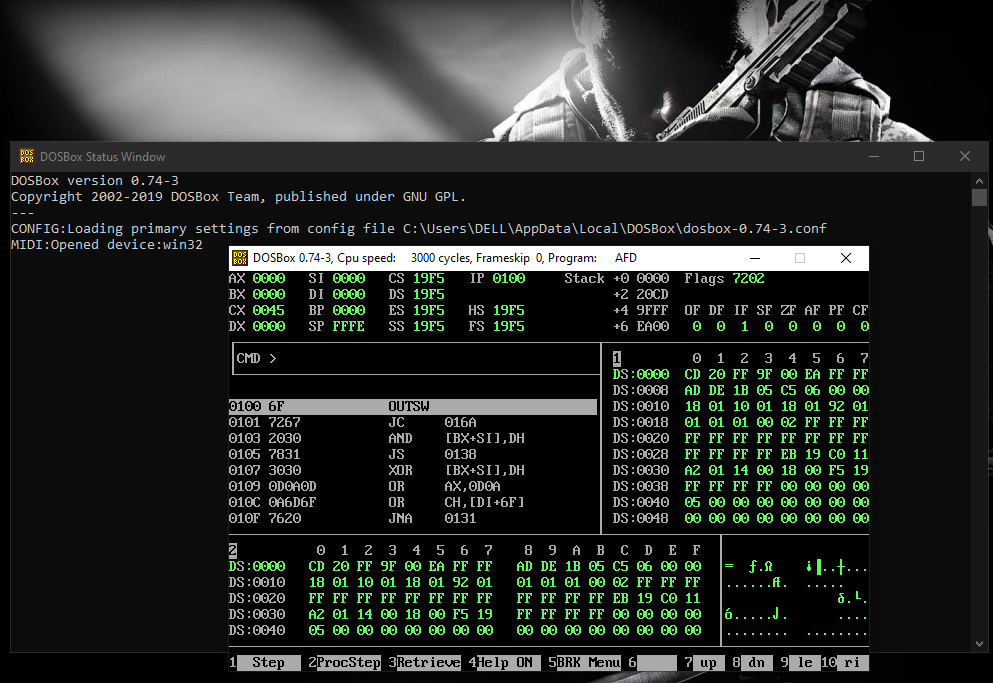 DOSBox Status Window
DOSBox version 0.74-3
Copyright 2002-2019 DOSBox Team, published under GNU GPL.
---
CONFIG:Loading primary settings from config file C:\Users\DELL\AppData\Local\DOSBox\dosbox-0.74-3.conf
MIDI:Opened device:win32
DOSBox 0.74-3, Cpu speed: 3000 cycles, Frameskip 0, Program: AFD
AX 0000 SI 0000 CS 19F5 IP 0100 Stack +0 0000 Flags 7202
BX 0000 DI 0000 DS 19F5 +2 20CD
CX 0045 BP 0000 ES 19F5 HS 19F5 +4 9FFF OF DF IF SF ZF AF PF CF
DX 0000 SP FFFE SS 19F5 FS 19F5 +6 EA00 0 0 1 0 0 0 0 0
CMD >
0100 6F OUTSW
0101 7267 JC 016A
0103 2030 AND [BX+SI],DH
0105 7831 JS 0138
0107 3030 XOR [BX+SI],DH
0109 0D0A0D OR AX,0D0A
010C 0A6D6F OR CH,[DI+6F]
010F 7620 JNA 0131
1 0 1 2 3 4 5 6 7
DS:0000 CD 20 FF 9F 00 EA FF FF
DS:0008 AD DE 1B 05 C5 06 00 00
DS:0010 18 01 10 01 18 01 92 01
DS:0018 01 01 01 00 02 FF FF FF
DS:0020 FF FF FF FF FF FF FF FF
DS:0028 FF FF FF FF EB 19 C0 11
DS:0030 A2 01 14 00 18 00 F5 19
DS:0038 FF FF FF FF 00 00 00 00
DS:0040 05 00 00 00 00 00 00 00
DS:0048 00 00 00 00 00 00 00 00
2 0 1 2 3 4 5 6 7 8 9 A B C D E F
DS:0000 CD 20 FF 9F 00 EA FF FF AD DE 1B 05 C5 06 00 00 = ƒ.Ω ¡▐..┼...
DS:0010 18 01 10 01 18 01 92 01 01 01 01 00 02 FF FF FF ......Æ. .....
DS:0020 FF FF FF FF FF FF FF FF FF FF FF FF EB 19 C0 11 δ.└.
DS:0030 A2 01 14 00 18 00 F5 19 FF FF FF FF 00 00 00 00 ó.....⌡. ....
DS:0040 05 00 00 00 00 00 00 00 00 00 00 00 00 00 00 00 ........ ........
1 Step 2ProcStep 3Retrieve 4Help ON 5BRK Menu 6 7 up 8 dn 9 le 10 ri